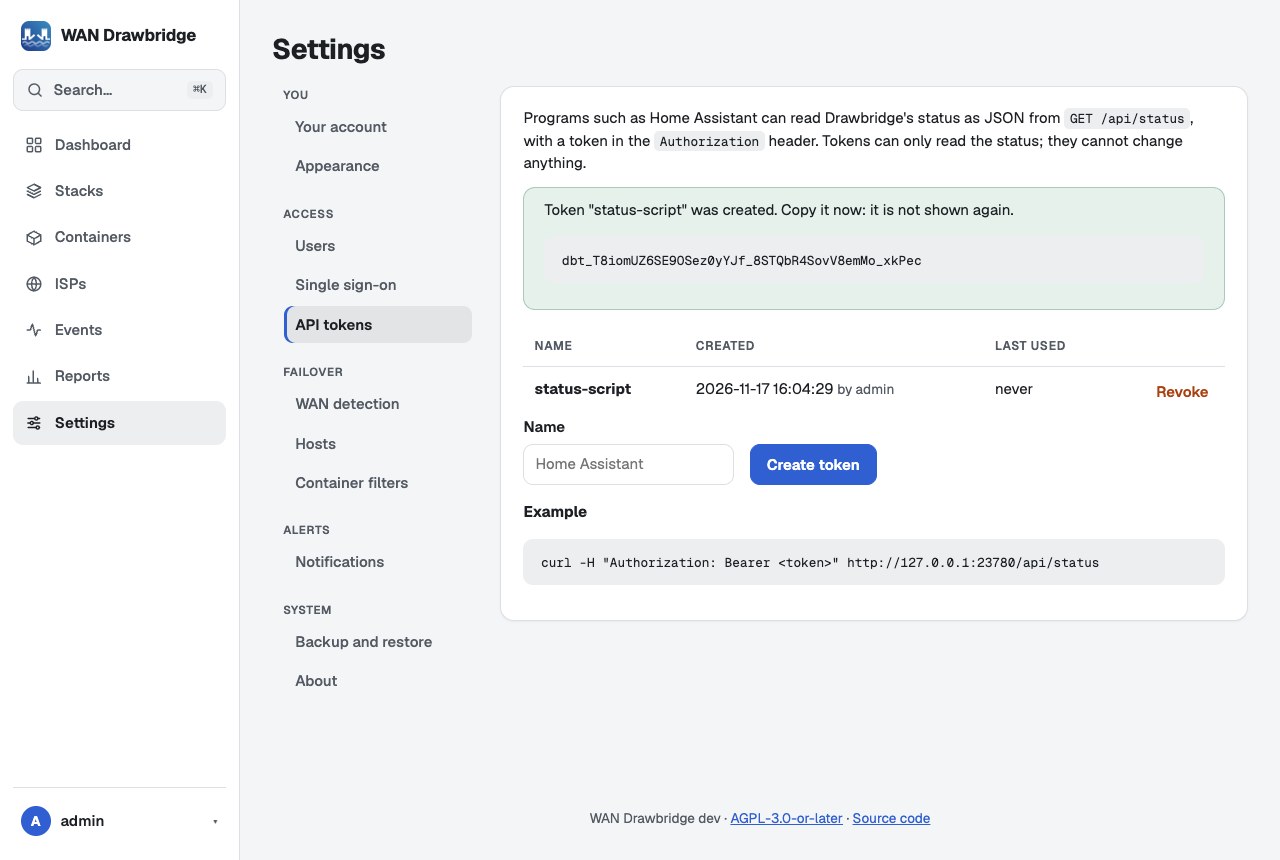 WAN Drawbridge
Search...
⌘K
Dashboard
Stacks
Containers
ISPs
Events
Reports
Settings
A
admin
Settings
YOU
Your account
Appearance
ACCESS
Users
Single sign-on
API tokens
FAILOVER
WAN detection
Hosts
Container filters
ALERTS
Notifications
SYSTEM
Backup and restore
About
Programs such as Home Assistant can read Drawbridge's status as JSON from GET /api/status,
with a token in the Authorization header. Tokens can only read the status; they cannot change
anything.
Token "status-script" was created. Copy it now: it is not shown again.
dbt_T8iomUZ6SE9OSez0yYJf_8STQbR4SovV8emMo_xkPec
NAME CREATED LAST USED
status-script 2026-11-17 16:04:29 by admin never Revoke
Name
Home Assistant
Create token
Example
curl -H "Authorization: Bearer <token>" http://127.0.0.1:23780/api/status
WAN Drawbridge dev · AGPL-3.0-or-later · Source code